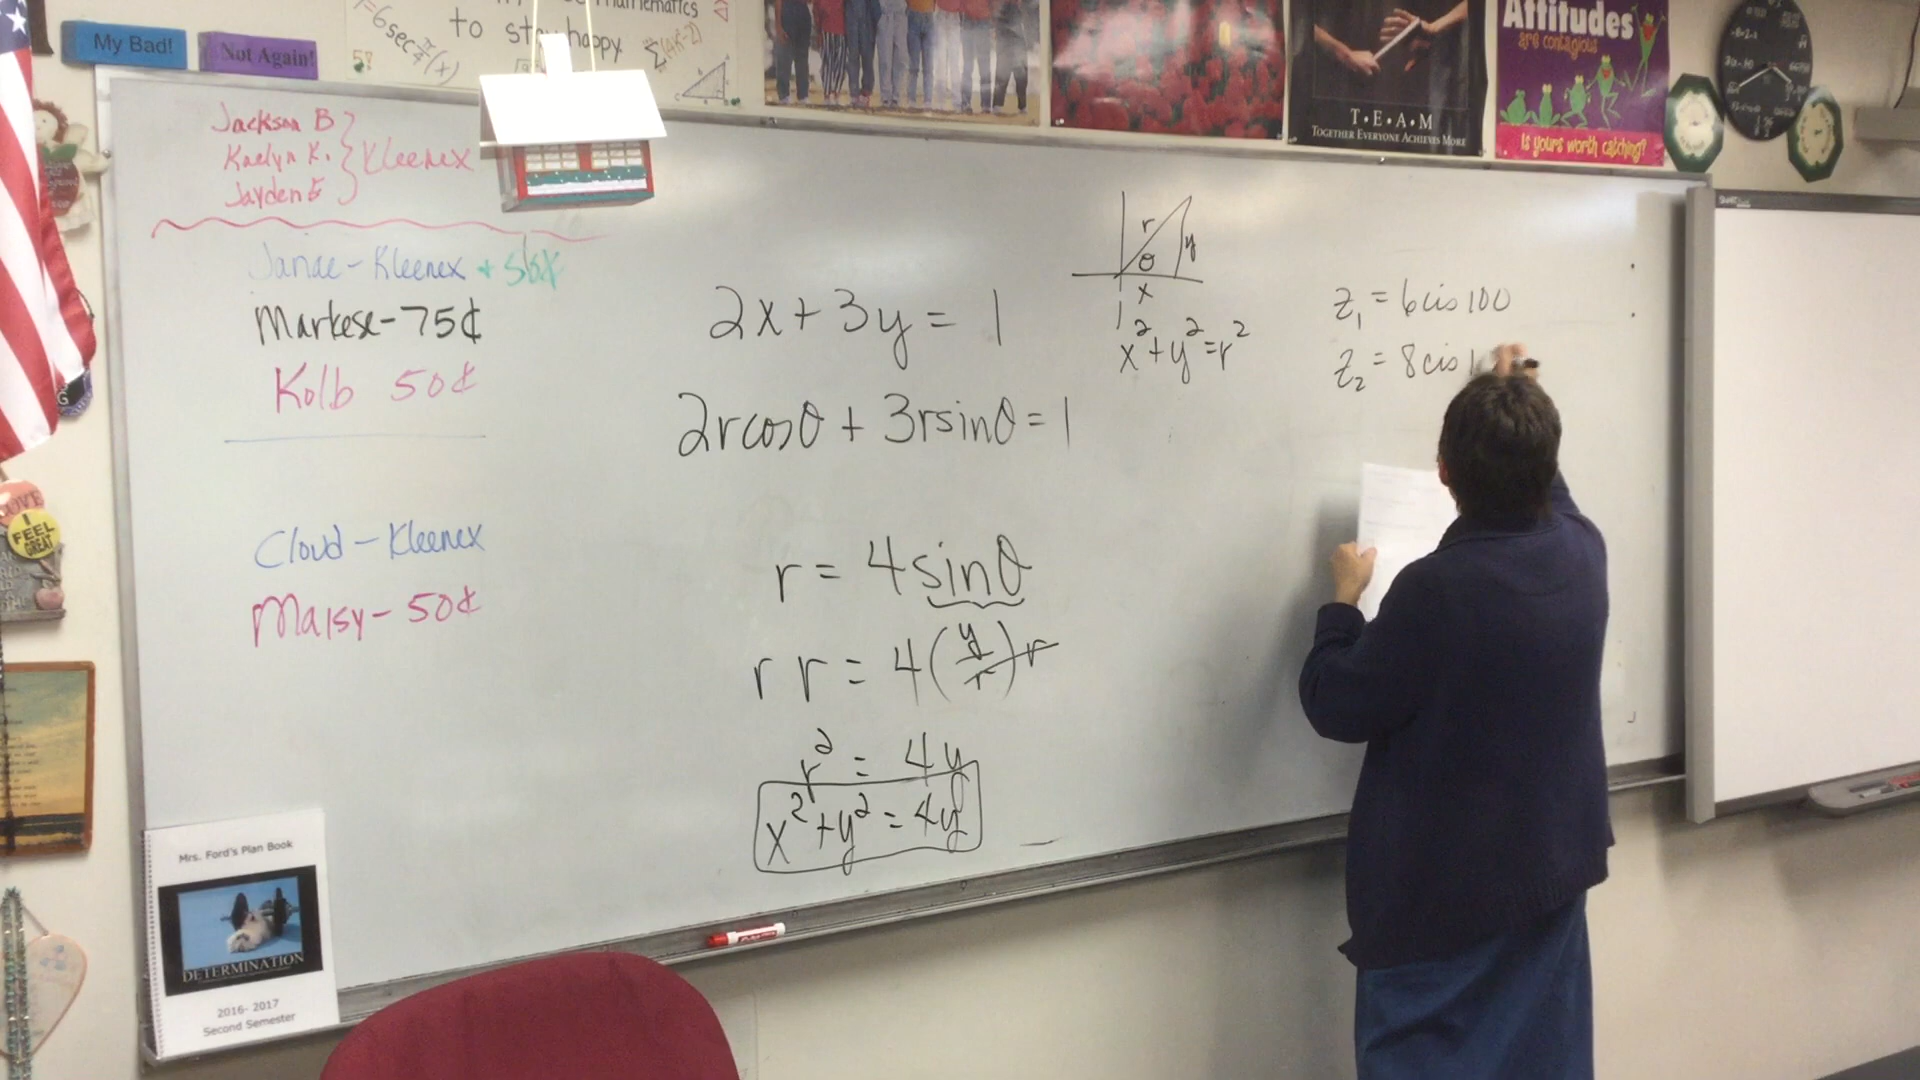 My Bad!
Not Again!
mathematics
to stay happy
Attitudes
are contagious
Is yours worth catching?
T•E•A•M
TOGETHER EVERYONE ACHIEVES MORE
Jackson B
Kaelyn K.
Kleenex
Jayden
Janae - Kleenex
Markese - 75¢
Kolb 50¢
Cloud - Kleenex
Maisy - 50¢
2x + 3y = 1
2rcosθ + 3rsinθ = 1
r = 4sinθ
r r = 4(y/r)r
r² = 4y
x² + y² = 4y
r
y
θ
x
x² + y² = r²
z₁ = 6cis100
z₂ = 8cis
I
FEEL
GREAT
Mrs. Ford's Plan Book
DETERMINATION
2016- 2017
Second Semester